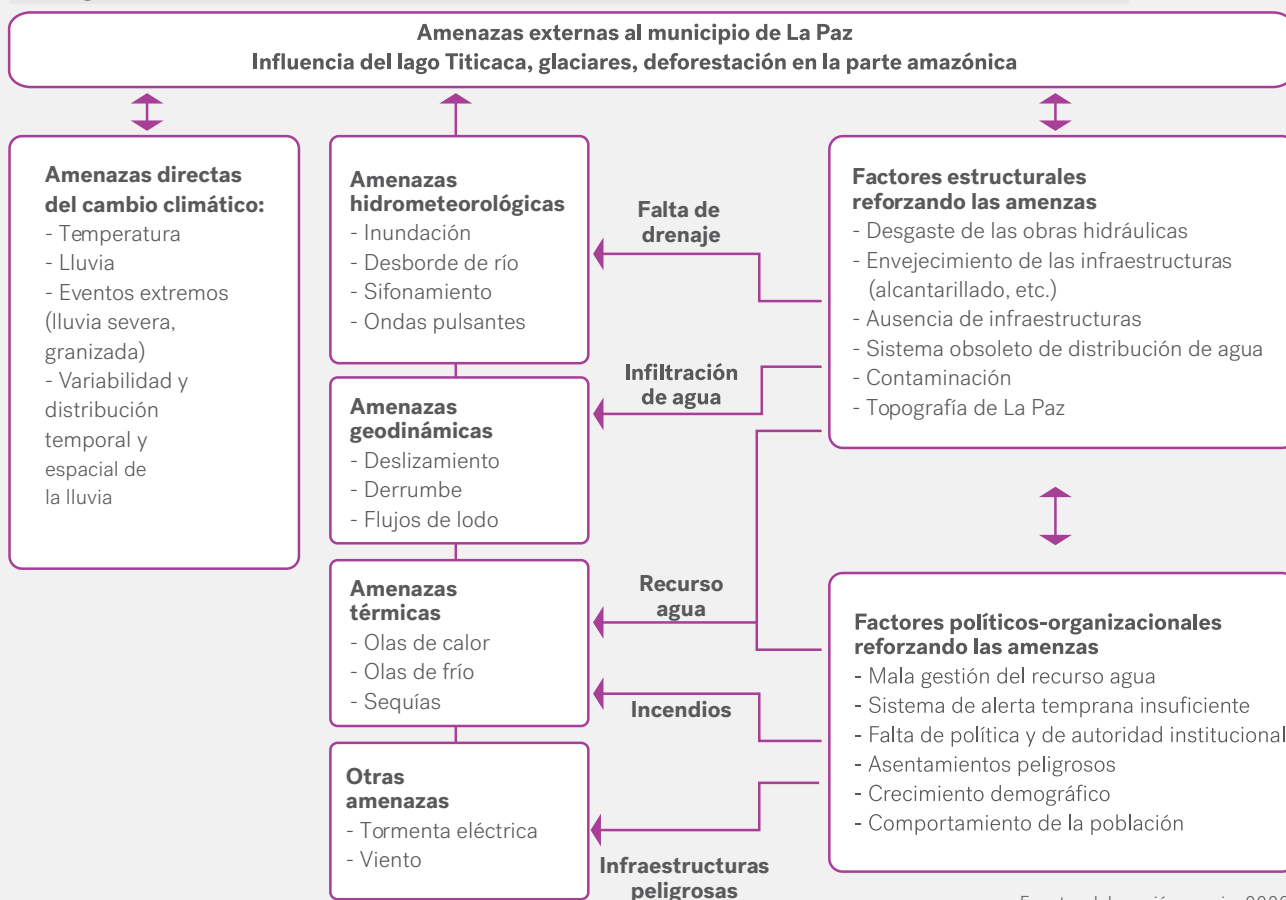 Amenazas externas al municipio de La Paz
Influencia del lago Titicaca, glaciares, deforestación en la parte amazónica
Amenazas directas
del cambio climático:
- Temperatura
- Lluvia
- Eventos extremos
(lluvia severa,
granizada)
- Variabilidad y
distribución
temporal y
espacial de
la lluvia
Amenazas
hidrometeorológicas
- Inundación
- Desborde de río
- Sifonamiento
- Ondas pulsantes
Amenazas
geodinámicas
- Deslizamiento
- Derrumbe
- Flujos de lodo
Amenazas
térmicas
- Olas de calor
- Olas de frío
- Sequías
Otras
amenazas
- Tormenta eléctrica
- Viento
Falta de
drenaje
Infiltración
de agua
Recurso
agua
Incendios
Infraestructuras
peligrosas
Factores estructurales
reforzando las amenzas
- Desgaste de las obras hidráulicas
- Envejecimiento de las infraestructuras
(alcantarillado, etc.)
- Ausencia de infraestructuras
- Sistema obsoleto de distribución de agua
- Contaminación
- Topografía de La Paz
Factores políticos-organizacionales
reforzando las amenzas
- Mala gestión del recurso agua
- Sistema de alerta temprana insuficiente
- Falta de política y de autoridad institucional
- Asentamientos peligrosos
- Crecimiento demográfico
- Comportamiento de la población